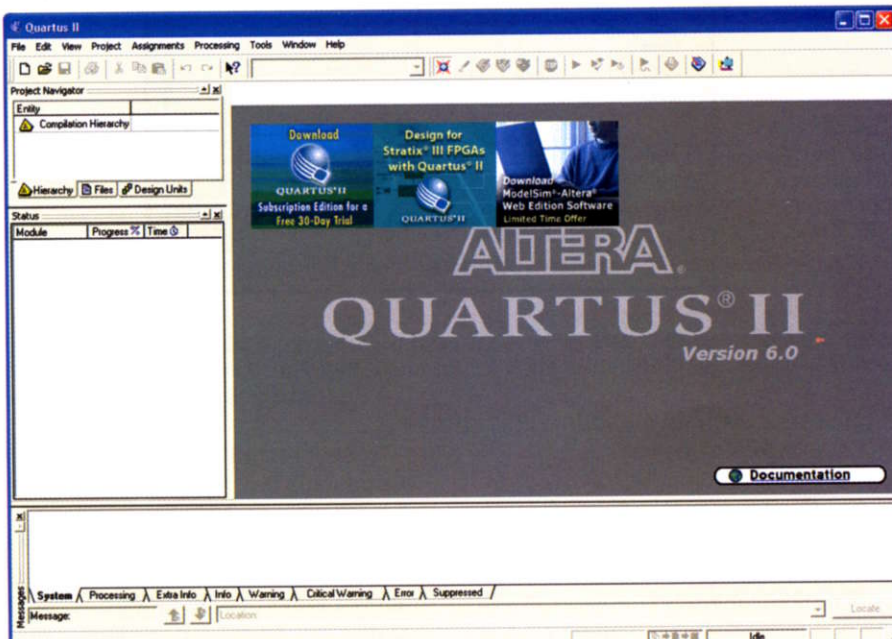 Quartus II
File Edit View Project Assignments Processing Tools Window Help
Project Navigator
Entity
Compilation Hierarchy
Hierarchy Files Design Units
Status
Module Progress % Time
Download
QUARTUS® II
Subscription Edition for a
Free 30-Day Trial
Design for
Stratix® III FPGAs
with Quartus® II
QUARTUS® II
Download
ModelSim®-Altera®
Web Edition Software
Limited Time Offer
ALTERA®
QUARTUS® II
Version 6.0
Documentation
Messages
System Processing Extra Info Info Warning Critical Warning Error Suppressed
Message: Location Locate
Idle